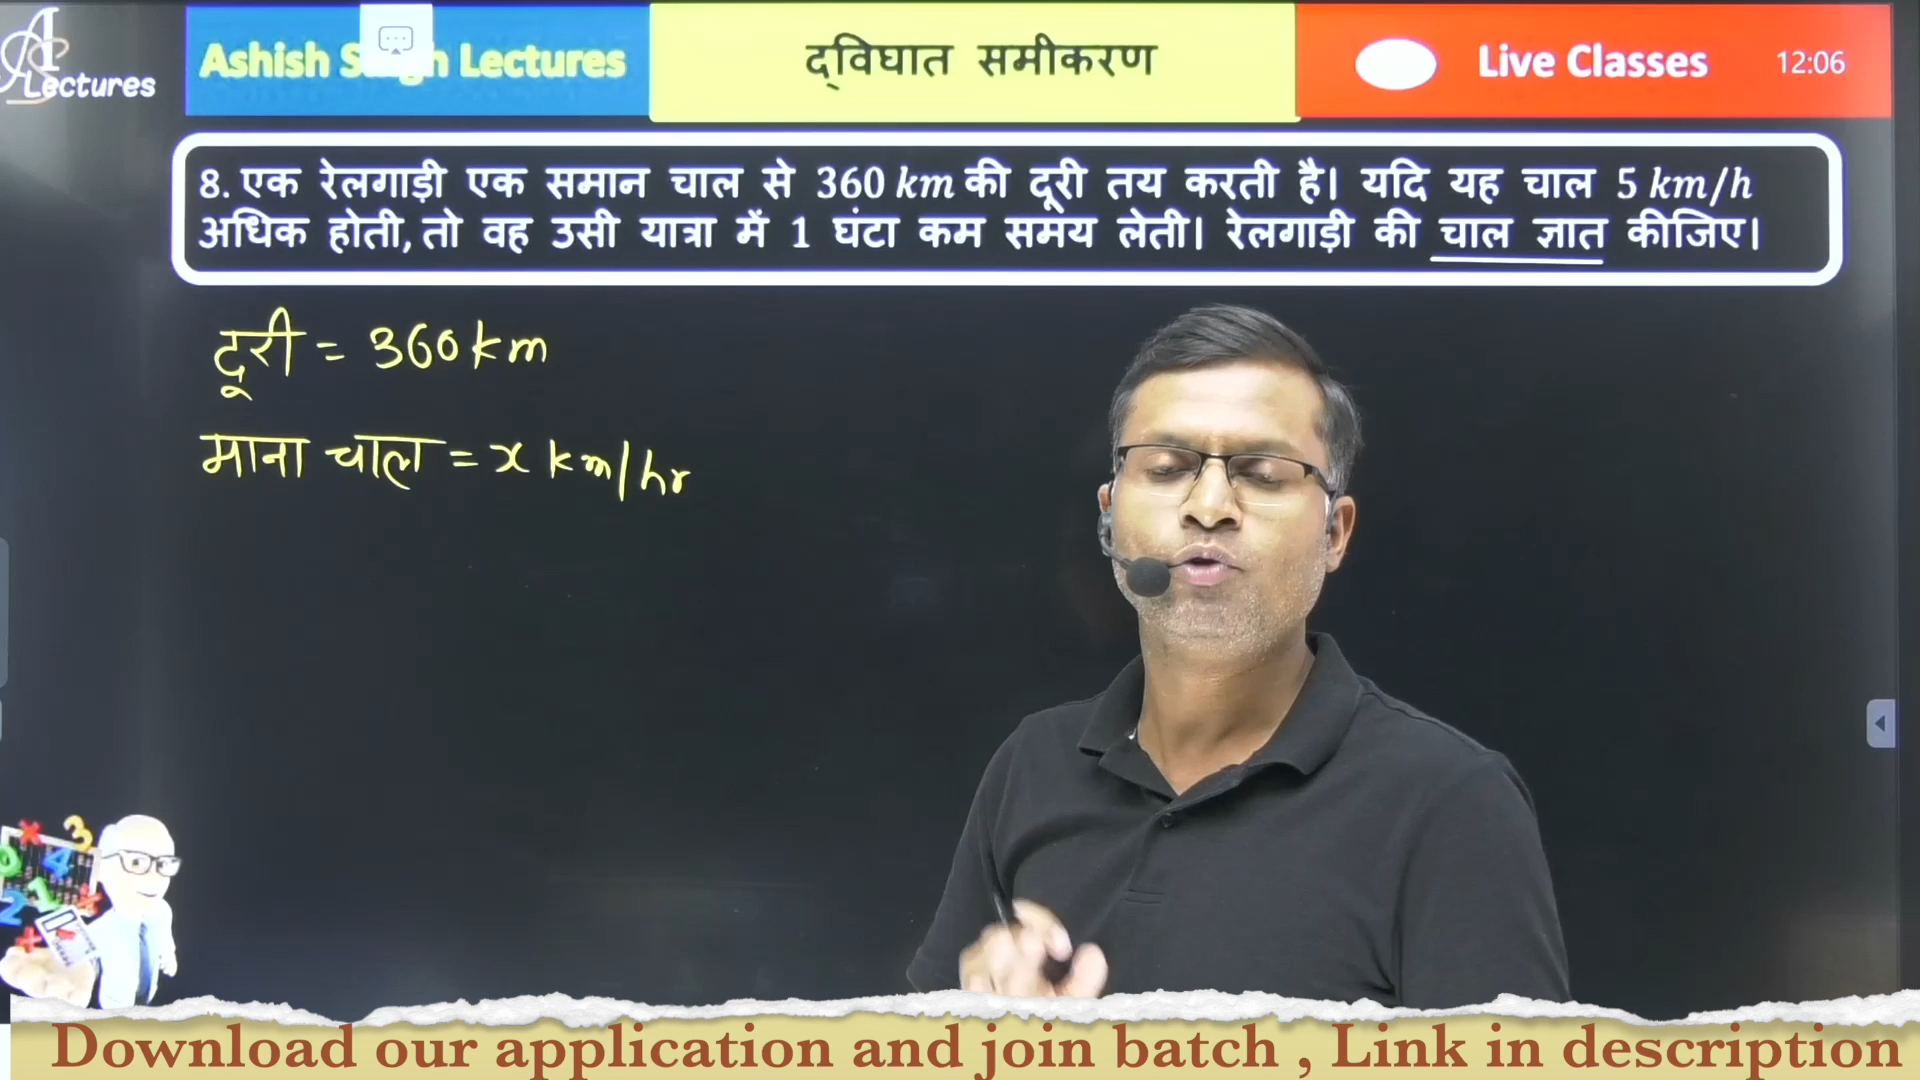 A
S
Lectures
Ashish Singh Lectures
द्विघात समीकरण
Live Classes
12:06
8. एक रेलगाड़ी एक समान चाल से 360 km की दूरी तय करती है। यदि यह चाल 5 km/h
अधिक होती, तो वह उसी यात्रा में 1 घंटा कम समय लेती। रेलगाड़ी की चाल ज्ञात कीजिए।
दूरी = 360 km
माना चाल = x km/hr
Download our application and join batch , Link in description